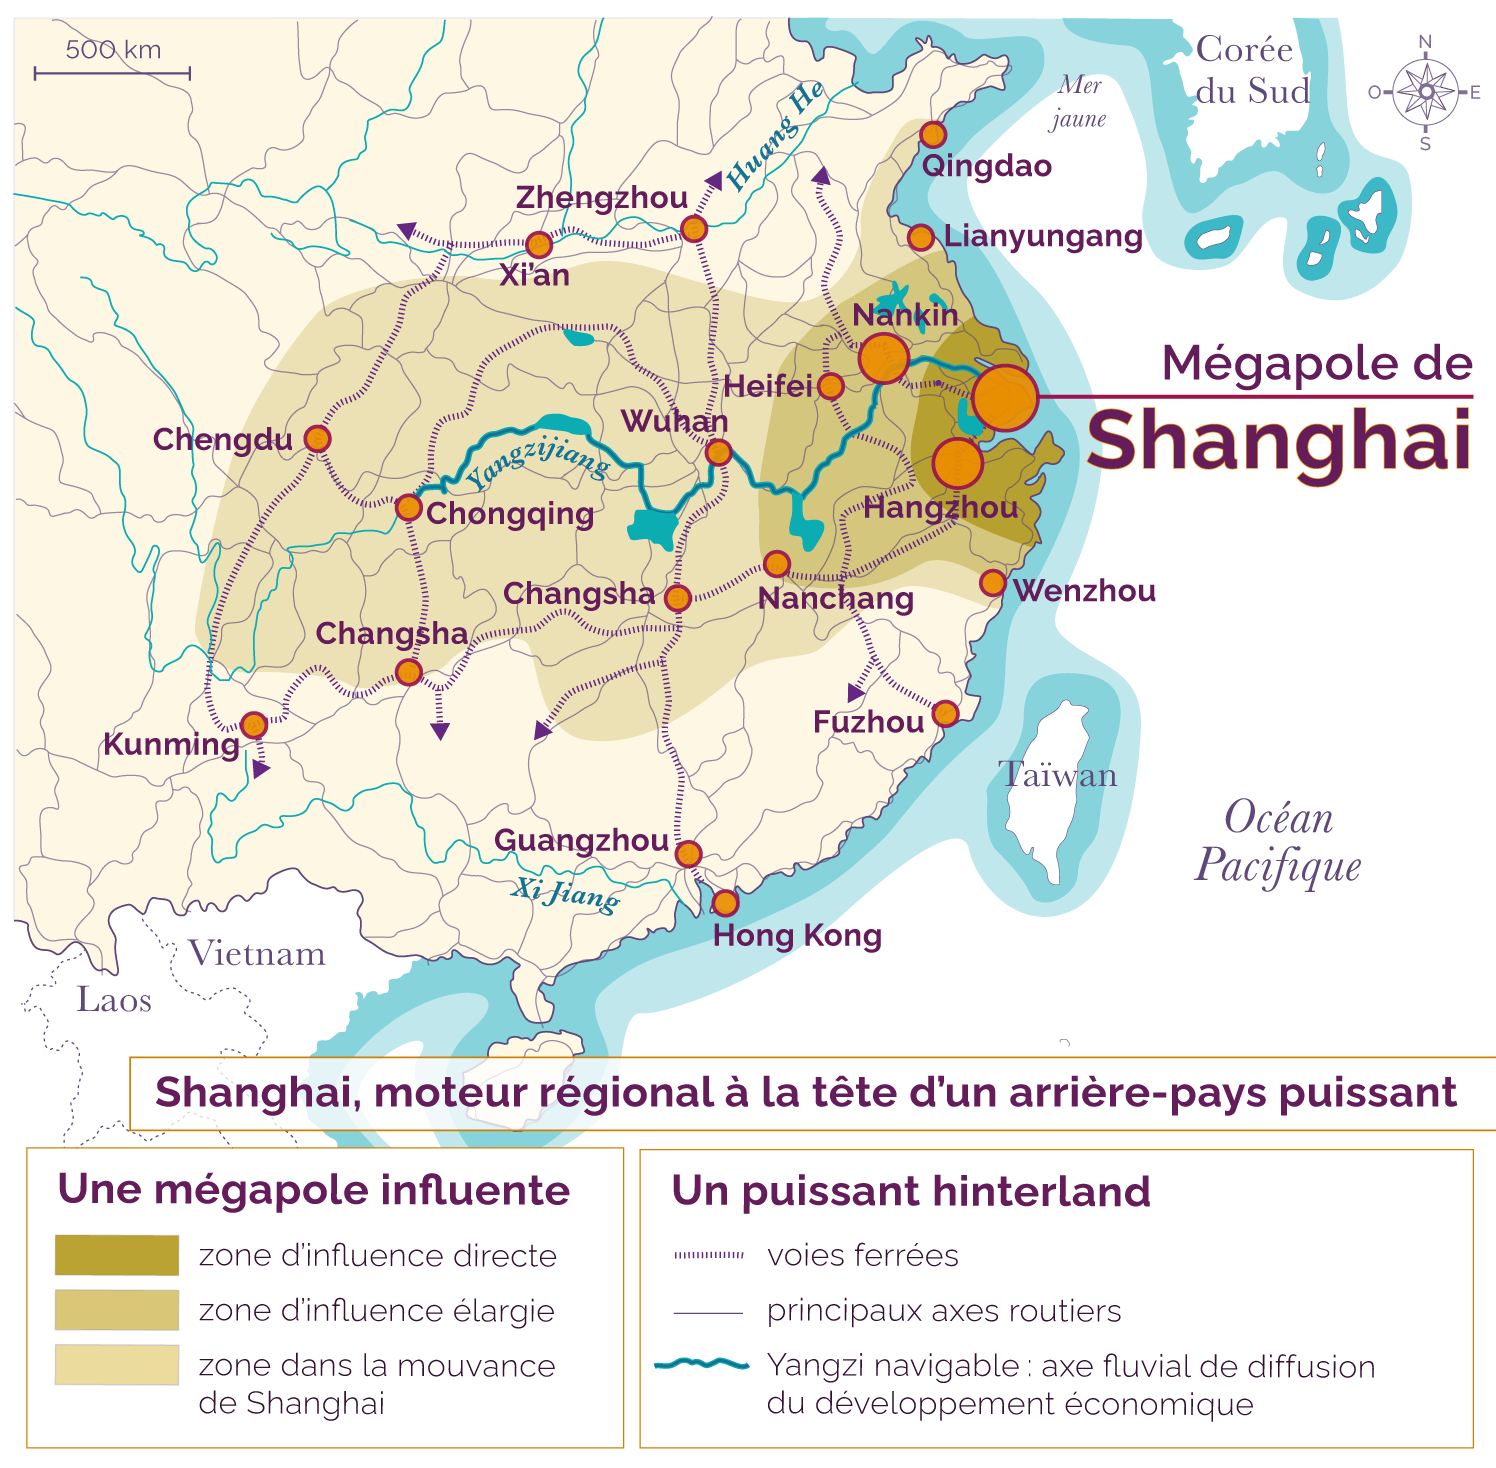 500 km
Corée
du Sud
N
O
E
S
Mer
jaune
Huang He
Qingdao
Zhengzhou
Lianyungang
Xi’an
Nankin
Mégapole de
Shanghai
Heifei
Wuhan
Chengdu
Yangzijiang
Chongqing
Hangzhou
Changsha
Nanchang
Wenzhou
Changsha
Fuzhou
Kunming
Taïwan
Océan
Pacifique
Guangzhou
Xi Jiang
Hong Kong
Vietnam
Laos
Shanghai, moteur régional à la tête d’un arrière-pays puissant
Une mégapole influente
zone d’influence directe
zone d’influence élargie
zone dans la mouvance
de Shanghai
Un puissant hinterland
voies ferrées
principaux axes routiers
Yangzi navigable : axe fluvial de diffusion
du développement économique